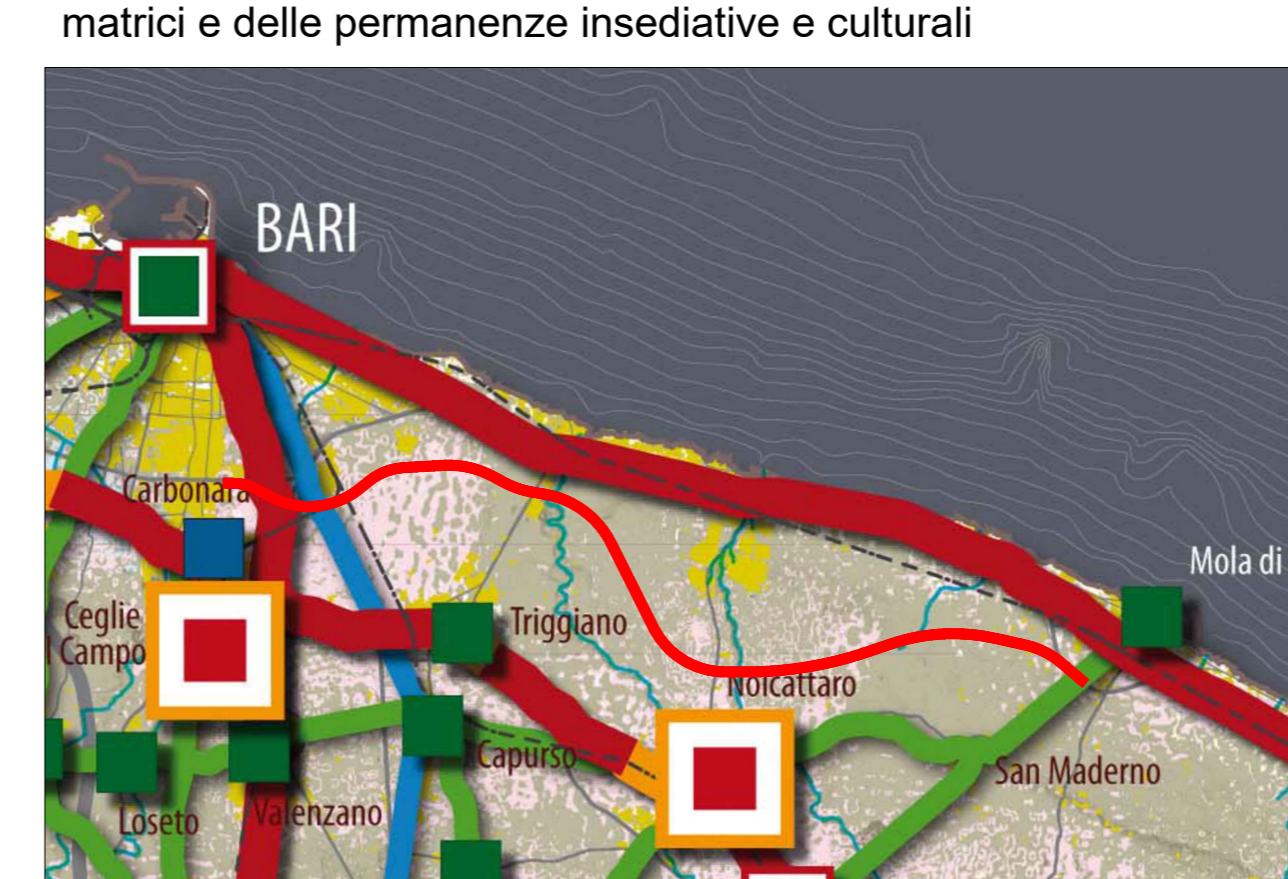 matrici e delle permanenze insediative e culturali
BARI
Carbonara
Mola di
Ceglie
l Campo
Triggiano
Noicattaro
Capurso
San Maderno
Loseto
Valenzano